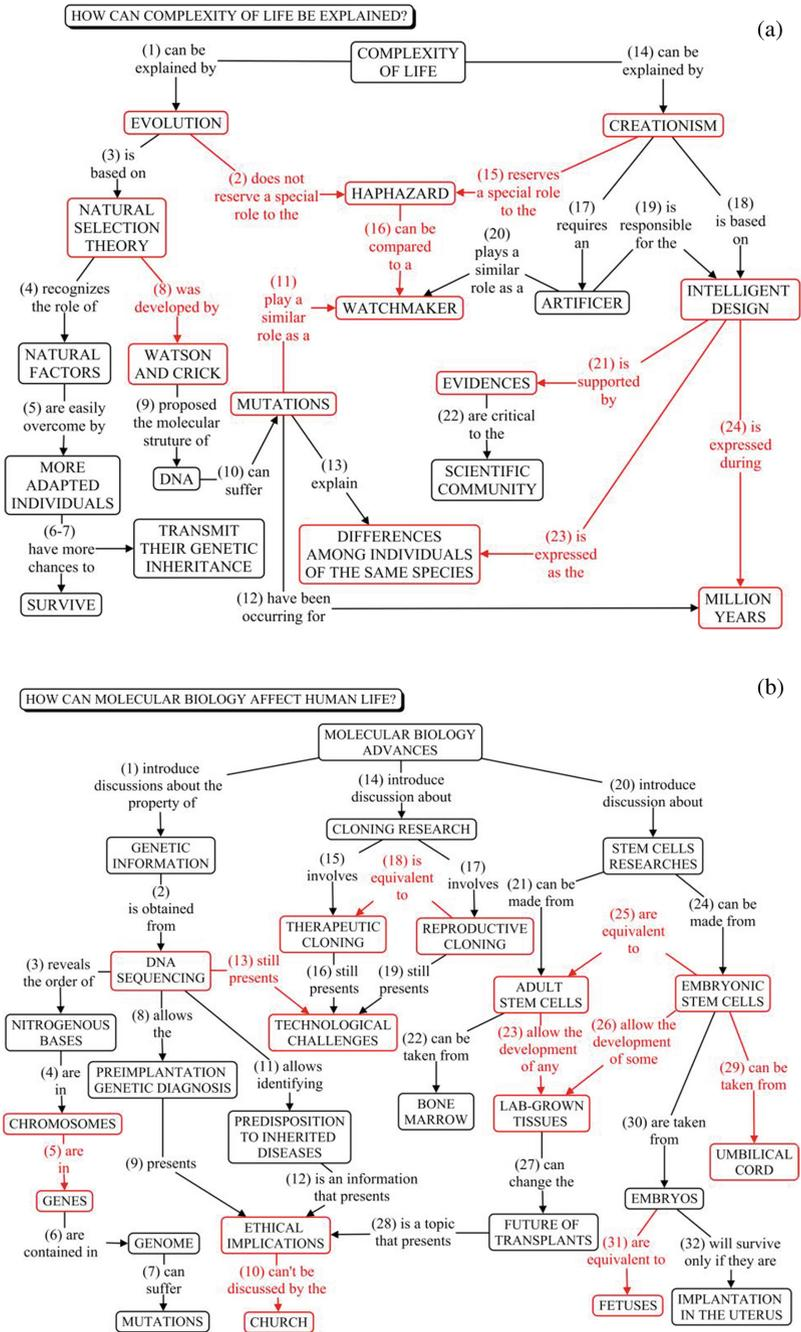 HOW CAN COMPLEXITY OF LIFE BE EXPLAINED?
(a)
COMPLEXITY
OF LIFE
(1) can be
explained by
(14) can be
explained by
EVOLUTION
CREATIONISM
(3) is
based on
(2) does not
reserve a special
role to the
HAPHAZARD
(15) reserves
a special role
to the
NATURAL
SELECTION
THEORY
(16) can be
compared
to a
(17)
requires
an
(19) is
responsible
for the
(18)
is based
on
(20)
plays a
similar
role as a
(4) recognizes
the role of
(8) was
developed by
(11)
play a
similar
role as a
WATCHMAKER
ARTIFICER
INTELLIGENT
DESIGN
NATURAL
FACTORS
WATSON
AND CRICK
MUTATIONS
EVIDENCES
(21) is
supported
by
(5) are easily
overcome by
(9) proposed
the molecular
struture of
(22) are critical
to the
(24) is
expressed
during
MORE
ADAPTED
INDIVIDUALS
DNA
(10) can
suffer
(13)
explain
SCIENTIFIC
COMMUNITY
(6-7)
have more
chances to
TRANSMIT
THEIR GENETIC
INHERITANCE
DIFFERENCES
AMONG INDIVIDUALS
OF THE SAME SPECIES
(23) is
expressed
as the
SURVIVE
(12) have been
occurring for
MILLION
YEARS
(b)
HOW CAN MOLECULAR BIOLOGY AFFECT HUMAN LIFE?
MOLECULAR BIOLOGY
ADVANCES
(1) introduce
discussions about the
property of
(14) introduce
discussion about
(20) introduce
discussion about
GENETIC
INFORMATION
CLONING RESEARCH
STEM CELLS
RESEARCHES
(2)
is obtained
from
(15)
involves
(18) is
equivalent
to
(17)
involves
(21) can be
made from
(24) can be
made from
THERAPEUTIC
CLONING
REPRODUCTIVE
CLONING
(25) are
equivalent
to
(3) reveals
the order of
DNA
SEQUENCING
(13) still
presents
(16) still
presents
(19) still
presents
ADULT
STEM CELLS
EMBRYONIC
STEM CELLS
NITROGENOUS
BASES
(8) allows
the
TECHNOLOGICAL
CHALLENGES
(22) can be
taken from
(23) allow the
development
of any
(26) allow the
development
of some
(4) are
in
PREIMPLANTATION
GENETIC DIAGNOSIS
(11) allows
identifying
(29) can be
taken from
CHROMOSOMES
PREDISPOSITION
TO INHERITED
DISEASES
BONE
MARROW
LAB-GROWN
TISSUES
(30) are taken
from
UMBILICAL
CORD
(5) are
in
(9) presents
(12) is an information
that presents
(27) can
change the
GENES
EMBRYOS
(6) are
contained in
GENOME
ETHICAL
IMPLICATIONS
(28) is a topic
that presents
FUTURE OF
TRANSPLANTS
(31) are
equivalent to
(32) will survive
only if they are
(7) can
suffer
(10) can't be
discussed by the
MUTATIONS
CHURCH
FETUSES
IMPLANTATION
IN THE UTERUS